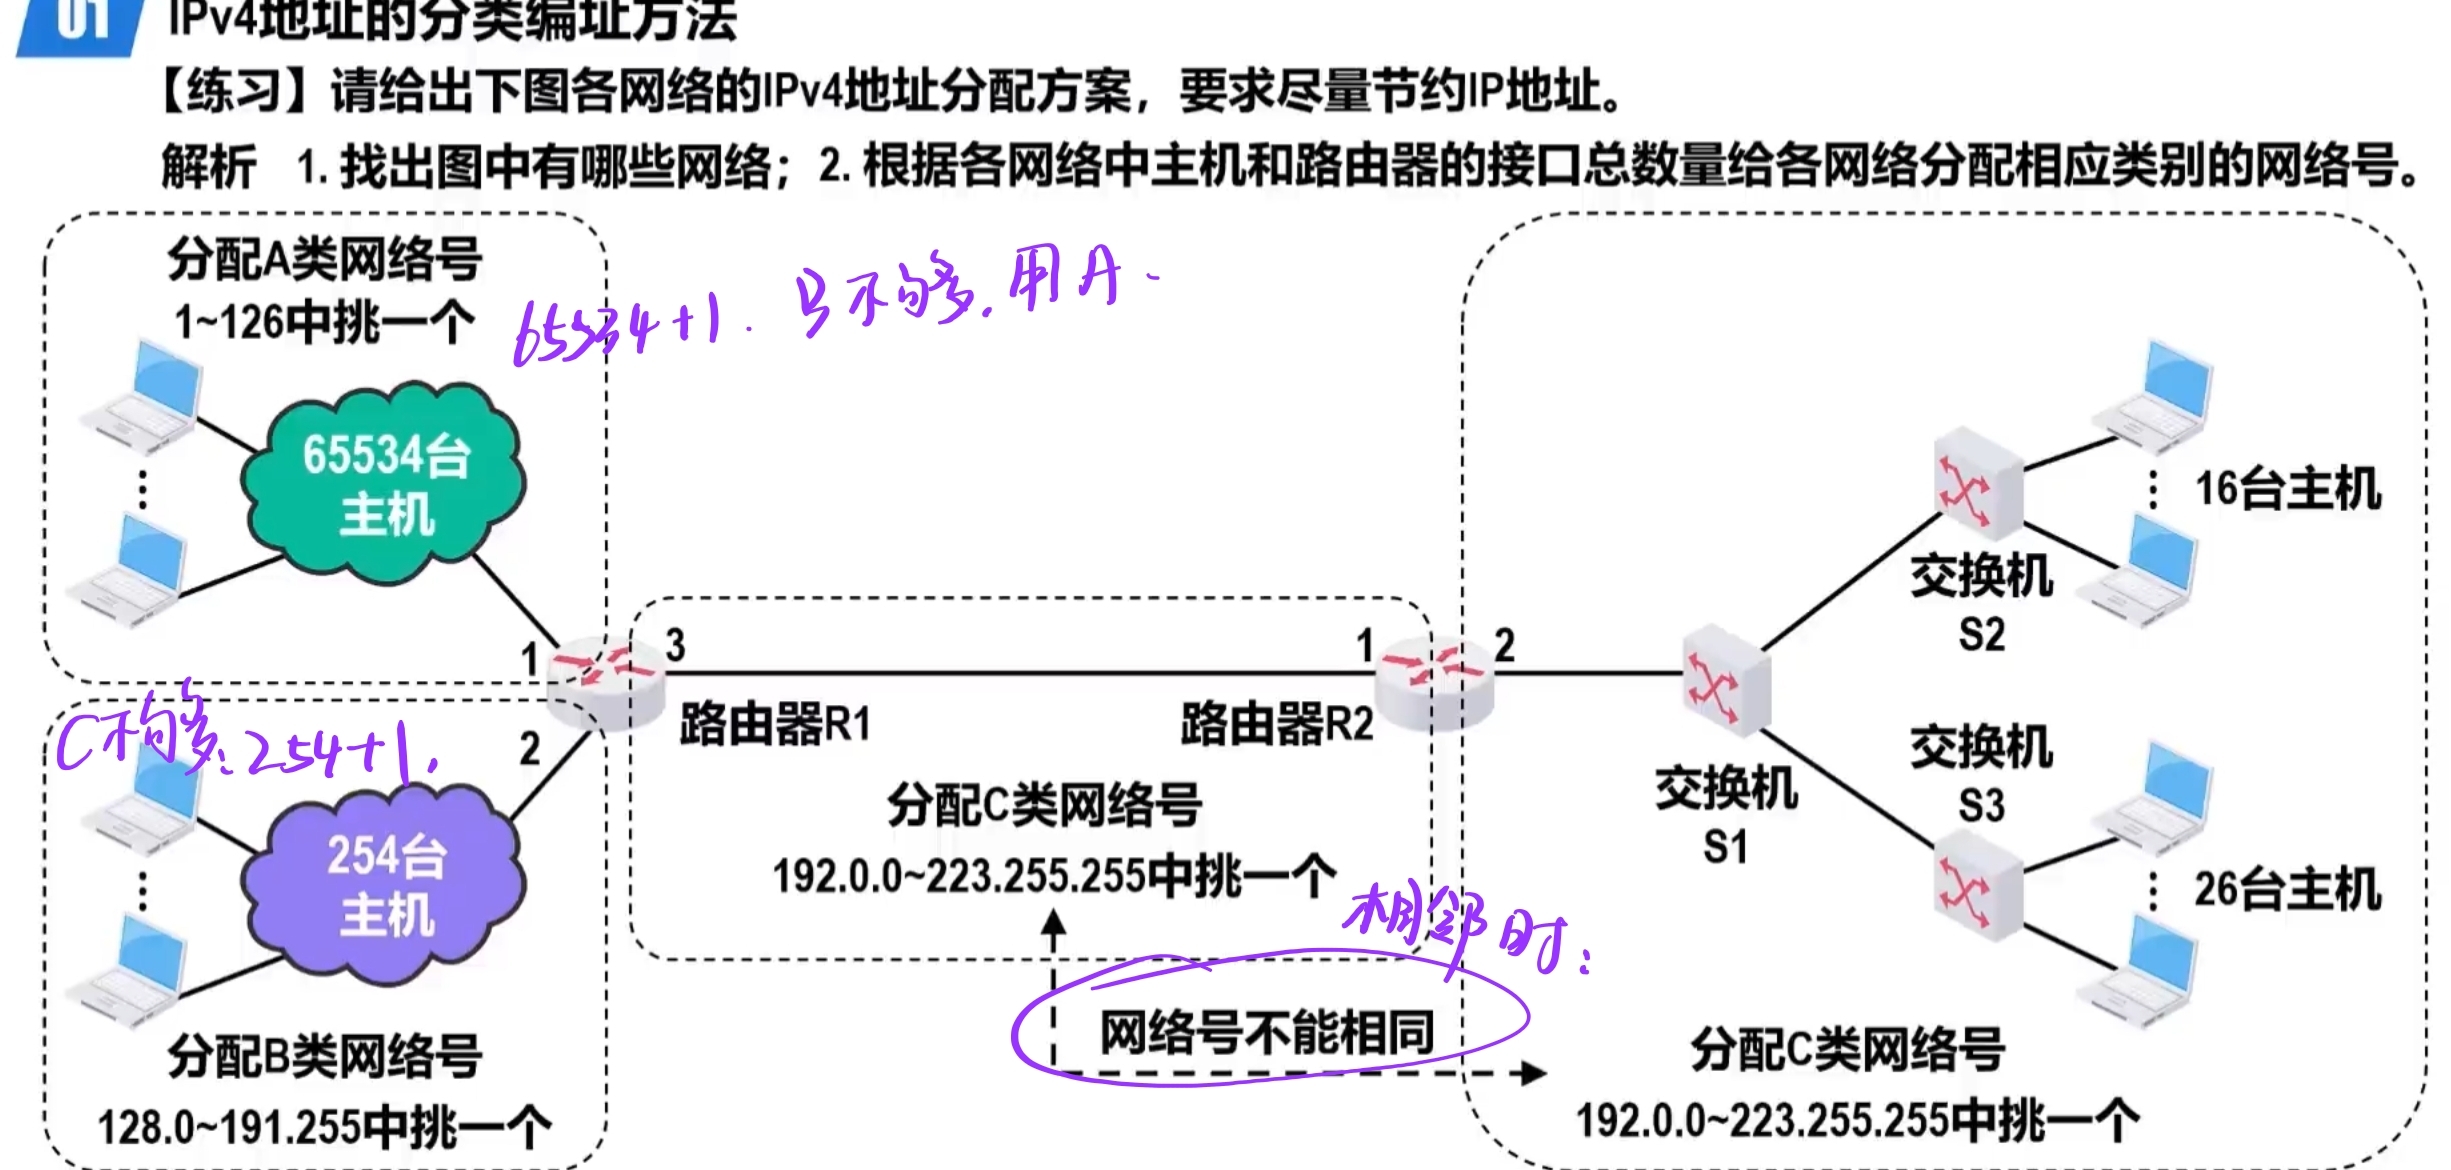 01 IPv4地址的分类编址方法
【练习】请给出下图各网络的IPv4地址分配方案，要求尽量节约IP地址。
解析 1. 找出图中有哪些网络；2. 根据各网络中主机和路由器的接口总数量给各网络分配相应类别的网络号。
分配A类网络号
1~126中挑一个
65534+1. B不够.用A.
65534台
主机
16台主机
交换机
S2
1
3
1
2
路由器R1
路由器R2
C不够.254+1.
2
交换机
S1
交换机
S3
254台
主机
分配C类网络号
192.0.0~223.255.255中挑一个
26台主机
相邻时：
网络号不能相同
分配B类网络号
128.0~191.255中挑一个
分配C类网络号
192.0.0~223.255.255中挑一个